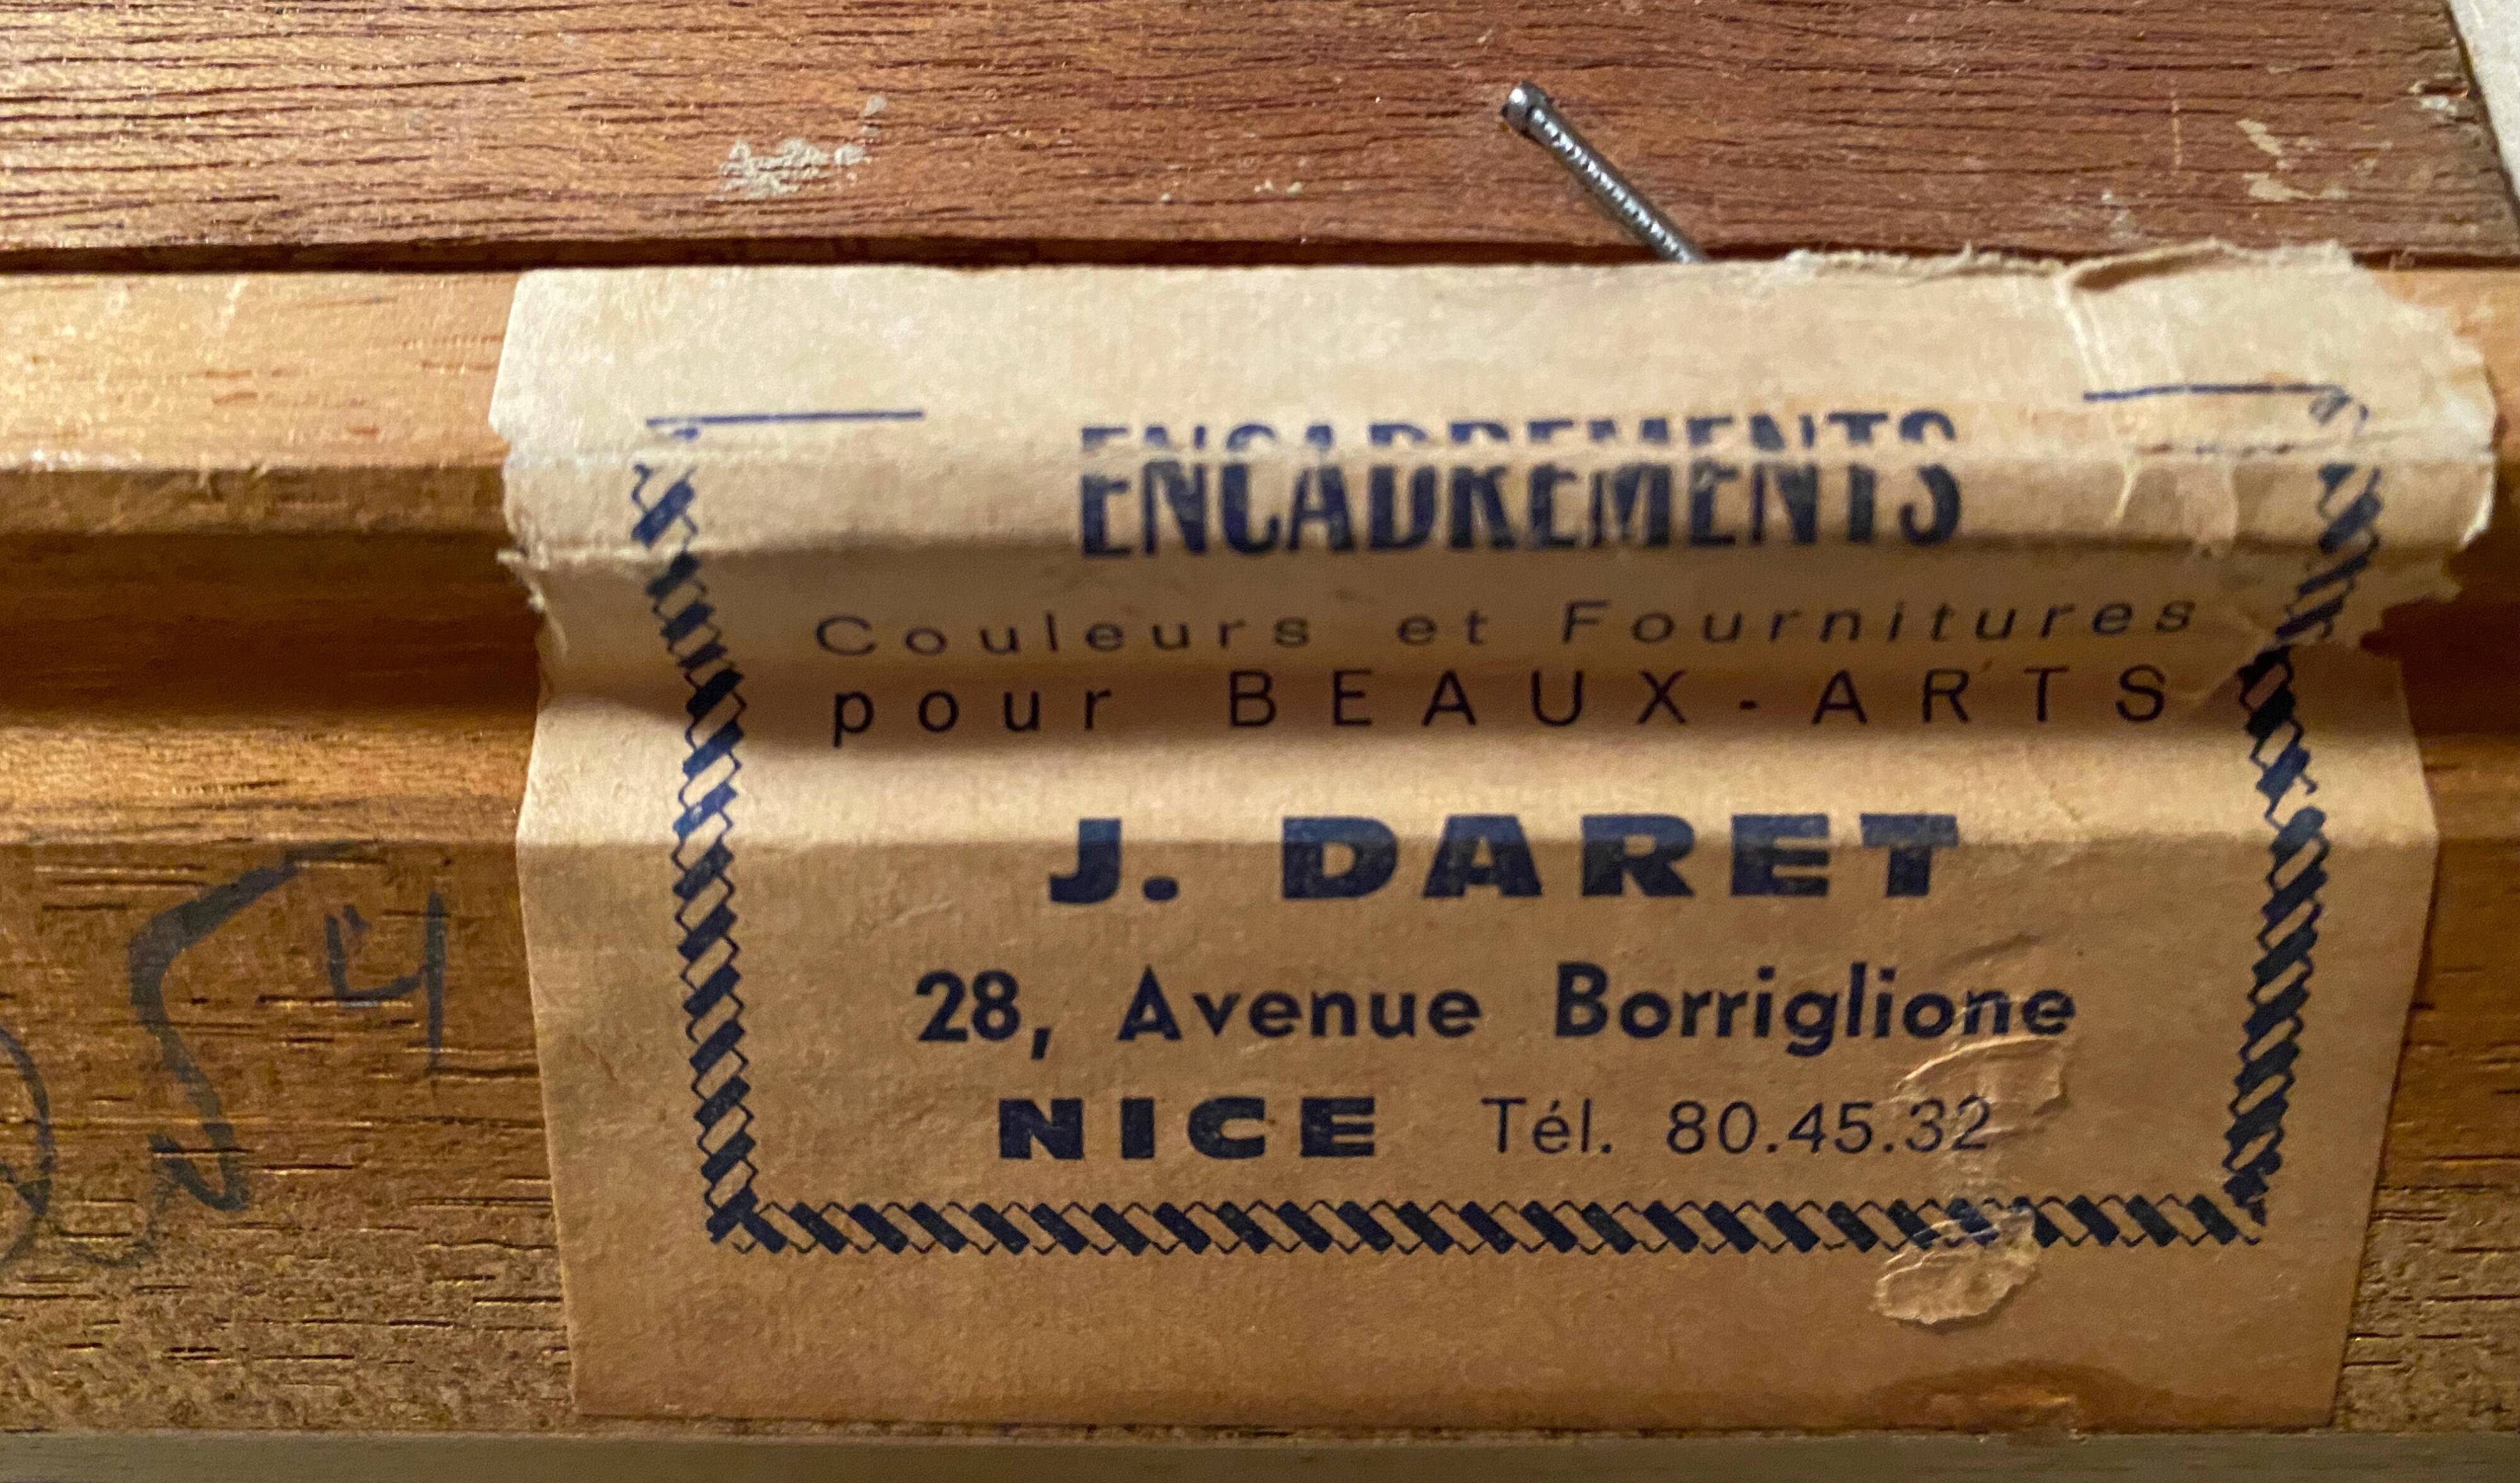 ENCADREMENTS
Couleurs et Fournitures
pour BEAUX-ARTS
J. DARET
28, Avenue Borriglione
NICE Tél. 80.45.32